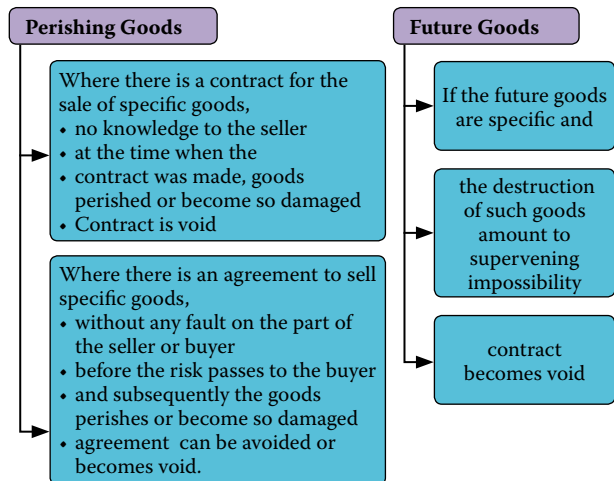 Perishing Goods
Where there is a contract for the
sale of specific goods,
• no knowledge to the seller
• at the time when the
• contract was made, goods
perished or become so damaged
• Contract is void
Where there is an agreement to sell
specific goods,
• without any fault on the part of
the seller or buyer
• before the risk passes to the buyer
• and subsequently the goods
perishes or become so damaged
• agreement can be avoided or
becomes void.
Future Goods
If the future goods
are specific and
the destruction
of such goods
amount to
supervening
impossibility
contract
becomes void